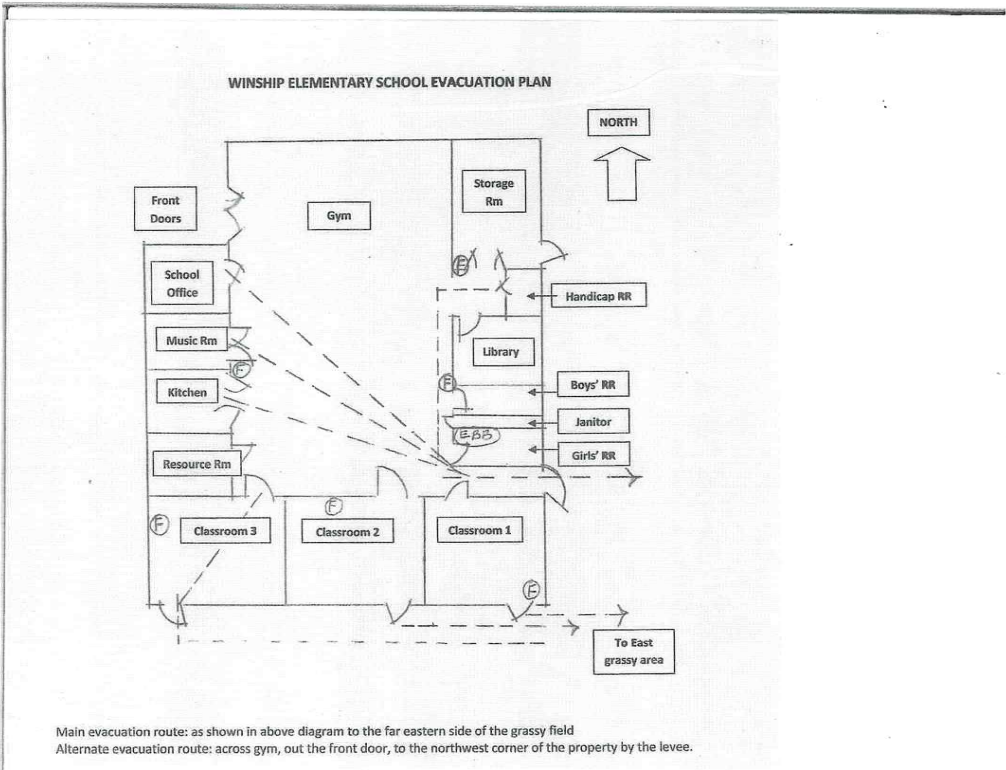 WINSHIP ELEMENTARY SCHOOL EVACUATION PLAN
NORTH
Storage
Rm
Front
Doors
Gym
School
Office
F
Handicap RR
Music Rm
Library
F
F
Boys' RR
Kitchen
Janitor
EBB
Girls' RR
Resource Rm
F
F
Classroom 3
Classroom 2
Classroom 1
F
To East
grassy area
Main evacuation route: as shown in above diagram to the far eastern side of the grassy field
Alternate evacuation route: across gym, out the front door, to the northwest corner of the property by the levee.